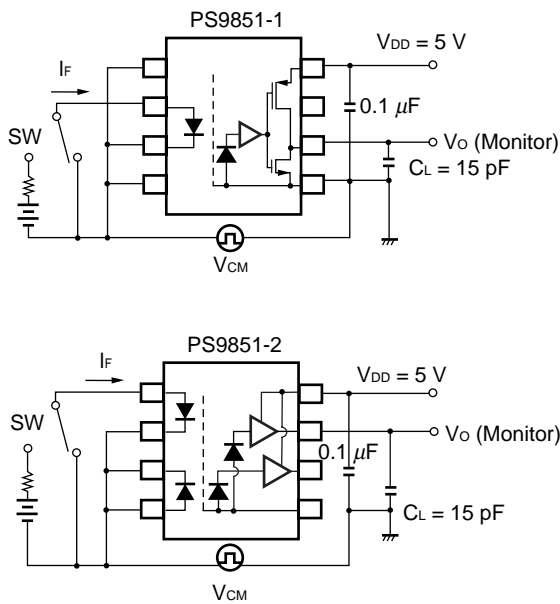 PS9851-1
VDD = 5 V
IF
0.1 μF
SW
VO (Monitor)
CL = 15 pF
VCM
PS9851-2
IF
VDD = 5 V
SW
VO (Monitor)
0.1 μF
CL = 15 pF
VCM